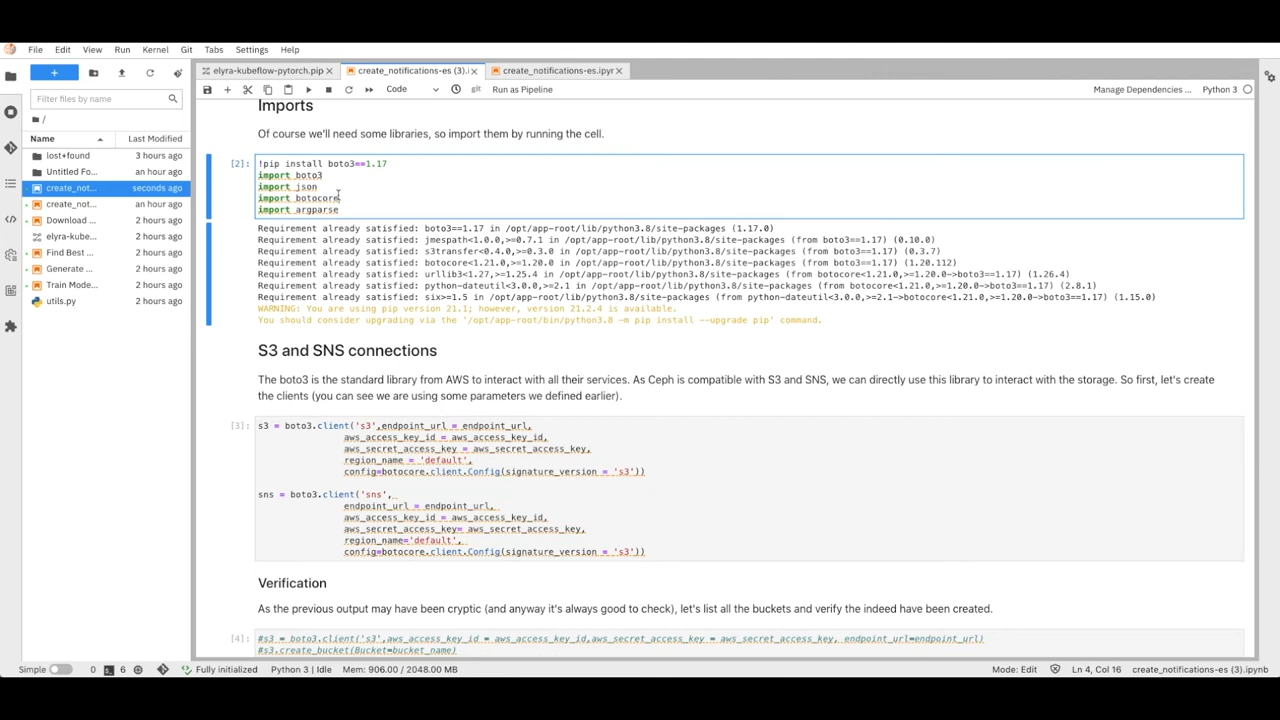 File Edit View Run Kernel Git Tabs Settings Help
elyra-kubeflow-pytorch.pip × create_notifications-es (3).i × create_notifications-es.ipyr ×
+
Filter files by name
+ Code git Run as Pipeline Manage Dependencies ... Python 3
/
Name Last Modified
lost+found 3 hours ago
Untitled Fo... an hour ago
create_not... seconds ago
create_not... an hour ago
Download ... 2 hours ago
elyra-kube... 2 hours ago
Find Best ... 2 hours ago
Generate ... 2 hours ago
Train Mode... 2 hours ago
utils.py 2 hours ago
Imports
Of course we'll need some libraries, so import them by running the cell.
[2]: !pip install boto3==1.17
import boto3
import json
import botocore
import argparse
Requirement already satisfied: boto3==1.17 in /opt/app-root/lib/python3.8/site-packages (1.17.0)
Requirement already satisfied: jmespath<1.0.0,>=0.7.1 in /opt/app-root/lib/python3.8/site-packages (from boto3==1.17) (0.10.0)
Requirement already satisfied: s3transfer<0.4.0,>=0.3.0 in /opt/app-root/lib/python3.8/site-packages (from boto3==1.17) (0.3.7)
Requirement already satisfied: botocore<1.21.0,>=1.20.0 in /opt/app-root/lib/python3.8/site-packages (from boto3==1.17) (1.20.112)
Requirement already satisfied: urllib3<1.27,>=1.25.4 in /opt/app-root/lib/python3.8/site-packages (from botocore<1.21.0,>=1.20.0->boto3==1.17) (1.26.4)
Requirement already satisfied: python-dateutil<3.0.0,>=2.1 in /opt/app-root/lib/python3.8/site-packages (from botocore<1.21.0,>=1.20.0->boto3==1.17) (2.8.1)
Requirement already satisfied: six>=1.5 in /opt/app-root/lib/python3.8/site-packages (from python-dateutil<3.0.0,>=2.1->botocore<1.21.0,>=1.20.0->boto3==1.17) (1.15.0)
WARNING: You are using pip version 21.1; however, version 21.2.4 is available.
You should consider upgrading via the '/opt/app-root/bin/python3.8 -m pip install --upgrade pip' command.
S3 and SNS connections
The boto3 is the standard library from AWS to interact with all their services. As Ceph is compatible with S3 and SNS, we can directly use this library to interact with the storage. So first, let's create
the clients (you can see we are using some parameters we defined earlier).
[3]: s3 = boto3.client('s3',endpoint_url = endpoint_url,
aws_access_key_id = aws_access_key_id,
aws_secret_access_key = aws_secret_access_key,
region_name = 'default',
config=botocore.client.Config(signature_version = 's3'))
sns = boto3.client('sns',
endpoint_url = endpoint_url,
aws_access_key_id = aws_access_key_id,
aws_secret_access_key= aws_secret_access_key,
region_name='default',
config=botocore.client.Config(signature_version = 's3'))
Verification
As the previous output may have been cryptic (and anyway it's always good to check), let's list all the buckets and verify the indeed have been created.
[4]: #s3 = boto3.client('s3',aws_access_key_id = aws_access_key_id,aws_secret_access_key = aws_secret_access_key, endpoint_url=endpoint_url)
#s3.create_bucket(Bucket=bucket_name)
Simple 0 6 Fully initialized Python 3 | Idle Mem: 906.00 / 2048.00 MB Mode: Edit Ln 4, Col 16 create_notifications-es (3).ipynb